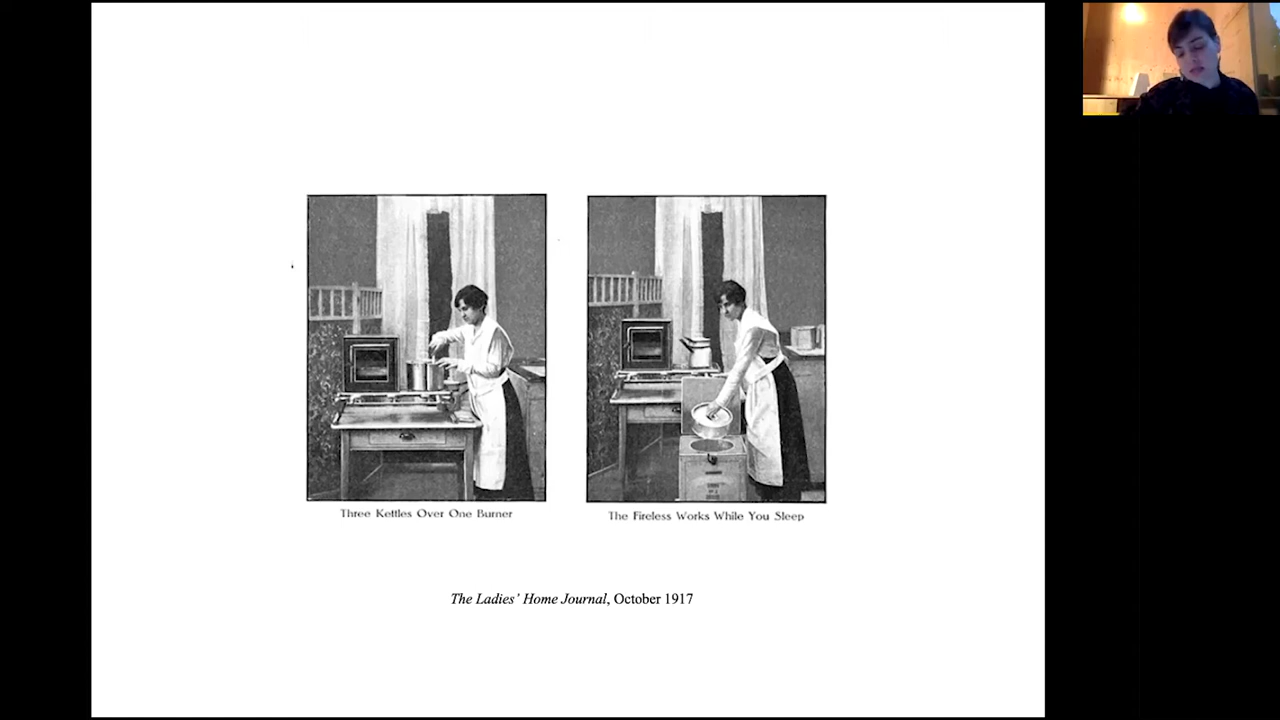 Three Kettles Over One Burner
The Fireless Works While You Sleep
The Ladies' Home Journal, October 1917